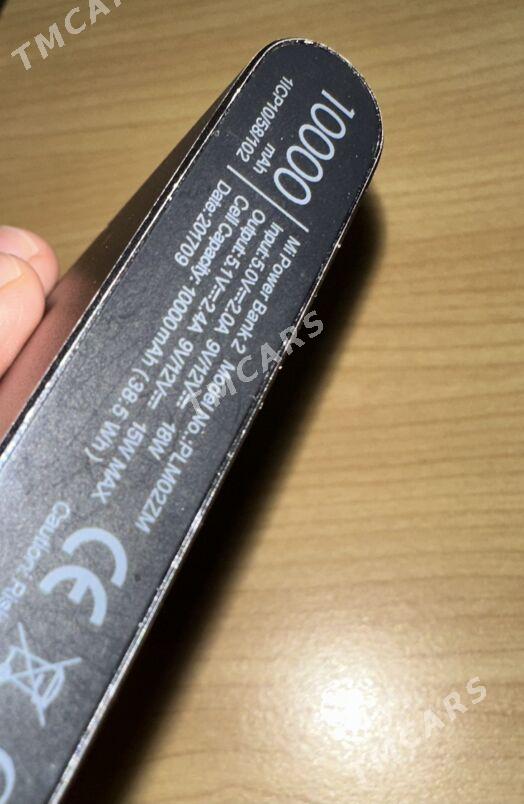 10000 mAh
1ICP10/58/102
Mi Power Bank 2 Model No.:PLM02ZM
Input:5.0V⎓2.0A 9V/12V⎓ 18W
Output:5.1V⎓2.4A 9V/12V⎓ 15W MAX
Cell Capacity: 10000mAh ( 38.5 Wh )
Date:201709
CE
Caution:
TMCARS
TMCARS
TMCARS